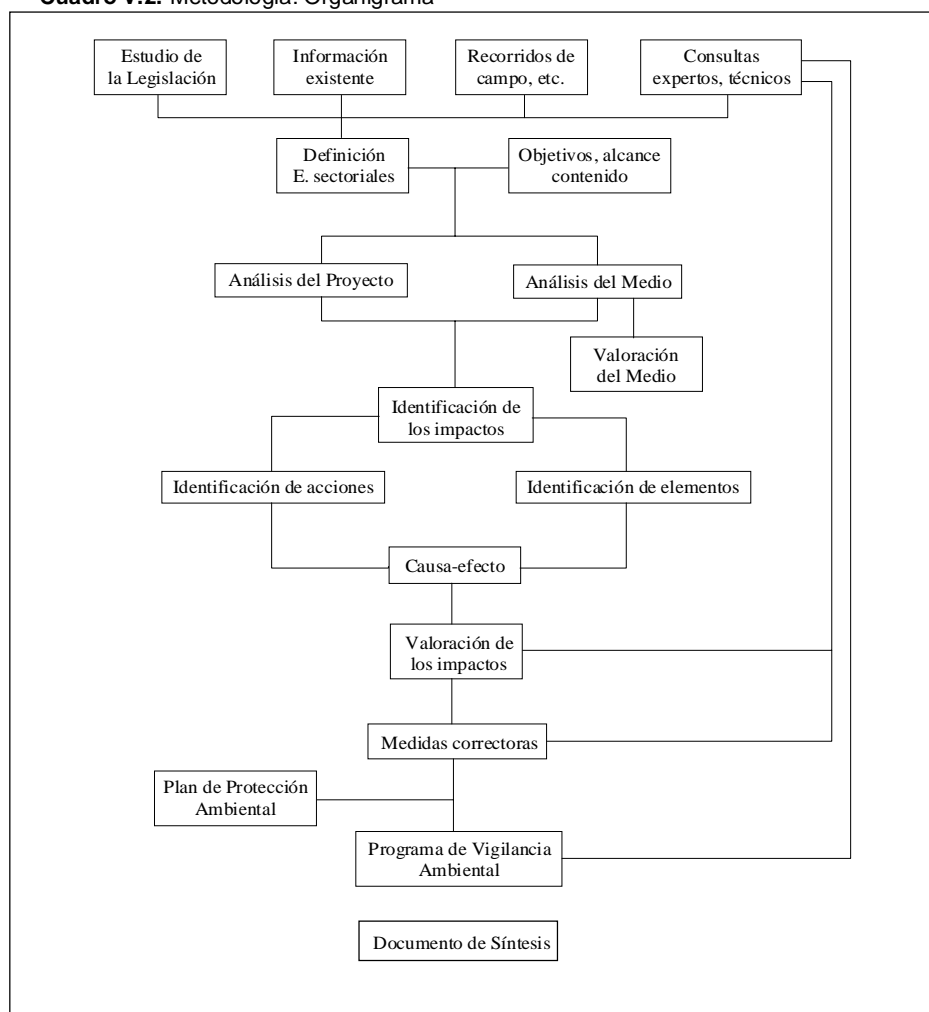 Cuadro V.2. Metodología. Organigrama
Estudio de
la Legislación
Información
existente
Recorridos de
campo, etc.
Consultas
expertos, técnicos
Definición
E. sectoriales
Objetivos, alcance
contenido
Análisis del Proyecto
Análisis del Medio
Valoración
del Medio
Identificación de
los impactos
Identificación de acciones
Identificación de elementos
Causa-efecto
Valoración de
los impactos
Medidas correctoras
Plan de Protección
Ambiental
Programa de Vigilancia
Ambiental
Documento de Síntesis